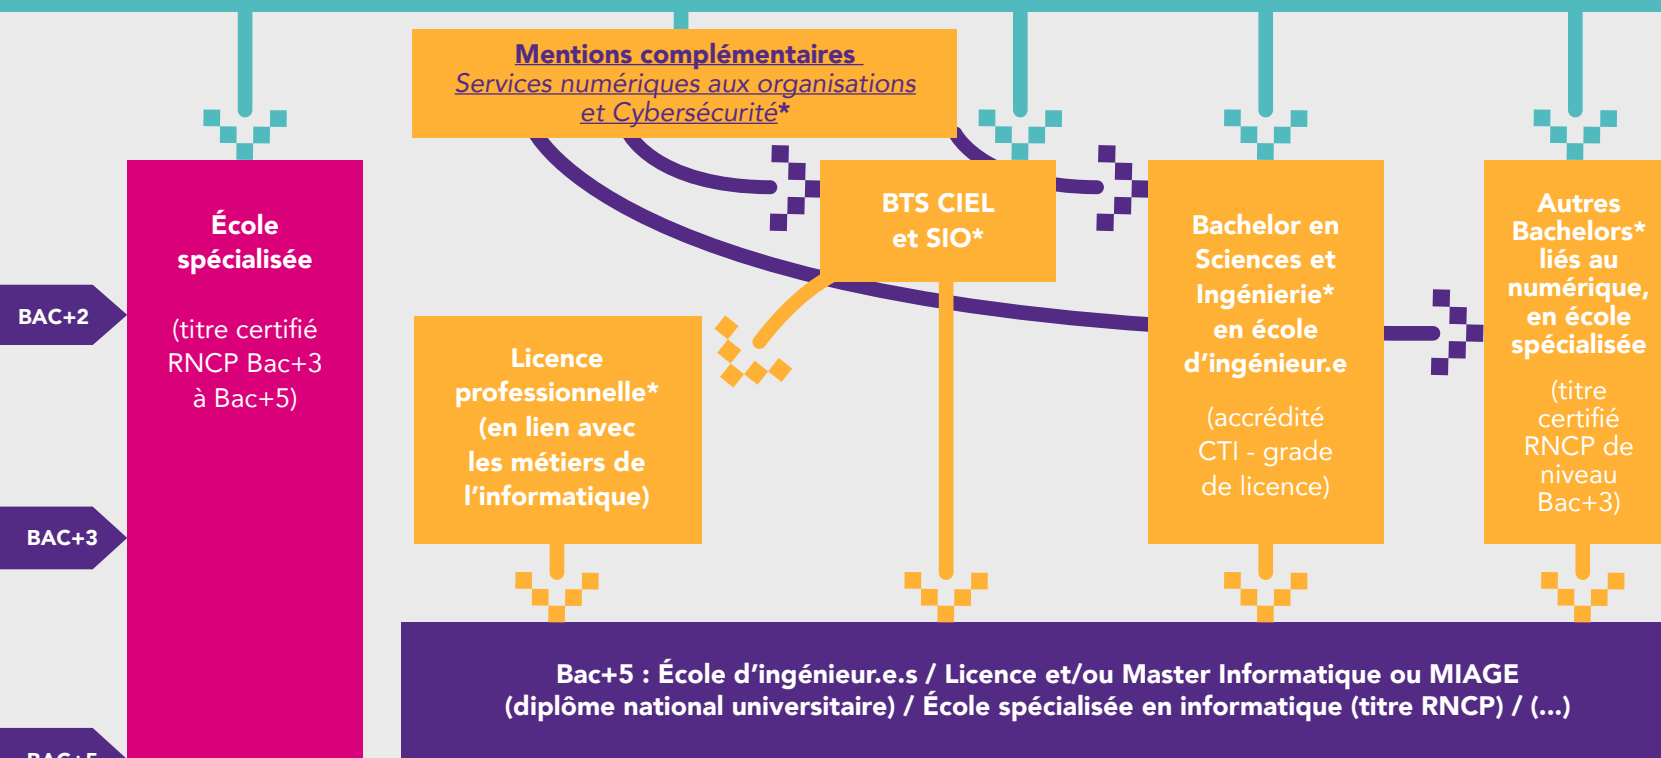 Mentions complémentaires
Services numériques aux organisations
et Cybersécurité*
École
spécialisée
(titre certifié
RNCP Bac+3
à Bac+5)
BTS CIEL
et SIO*
Bachelor en
Sciences et
Ingénierie*
en école
d'ingénieur.e
(accrédité
CTI - grade
de licence)
Autres
Bachelors*
liés au
numérique,
en école
spécialisée
(titre
certifié
RNCP de
niveau
Bac+3)
BAC+2
Licence
professionnelle*
(en lien avec
les métiers de
l'informatique)
BAC+3
Bac+5 : École d'ingénieur.e.s / Licence et/ou Master Informatique ou MIAGE
(diplôme national universitaire) / École spécialisée en informatique (titre RNCP) / (...)
BAC+5